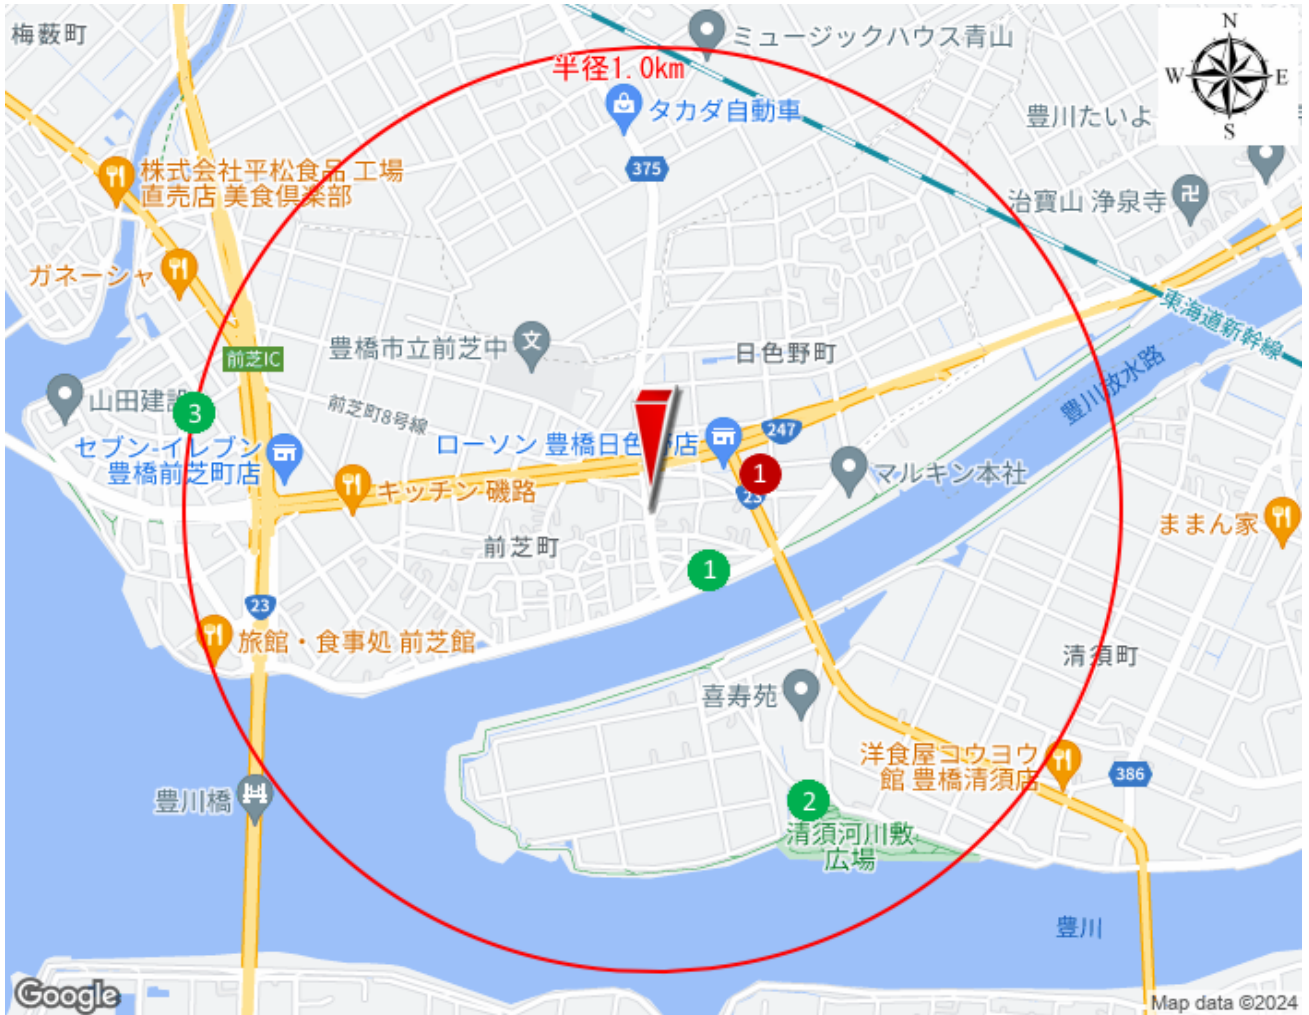 梅薮町
ミュージックハウス青山
N
W
E
S
半径1.0km
タカダ自動車
豊川たいよ
375
株式会社平松食品 工場
直売店 美食倶楽部
治寶山 浄泉寺
ガネーシャ
東海道新幹線
前芝IC
豊橋市立前芝中
文
日色野町
豊川放水路
山田建設
3
前芝町8号線
247
セブン-イレブン
豊橋前芝町店
ローソン 豊橋日色野店
1
23
マルキン本社
キッチン 磯路
ままん家
前芝町
1
23
旅館・食事処 前芝館
清須町
喜寿苑
洋食屋コウヨウ
館 豊橋清須店
386
豊川橋
2
清須河川敷
広場
豊川
Google
Map data ©2024